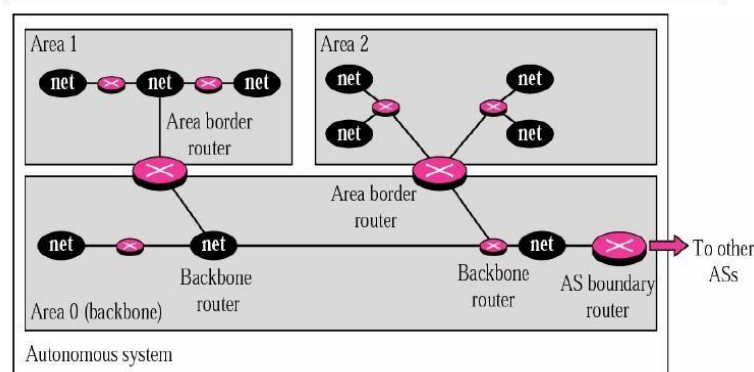 Area 1
net
net
net
Area border
router
Area 2
net
net
net
net
Area border
router
net
net
Backbone
router
Backbone
router
net
AS boundary
router
To other
ASs
Area 0 (backbone)
Autonomous system